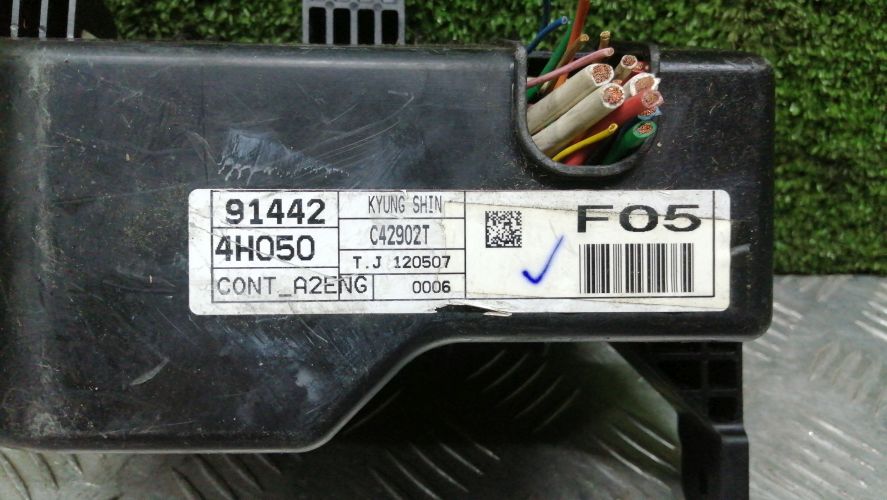 91442
4H050
CONT_A2ENG
KYUNG SHIN
C42902T
T.J 120507
0006
F05